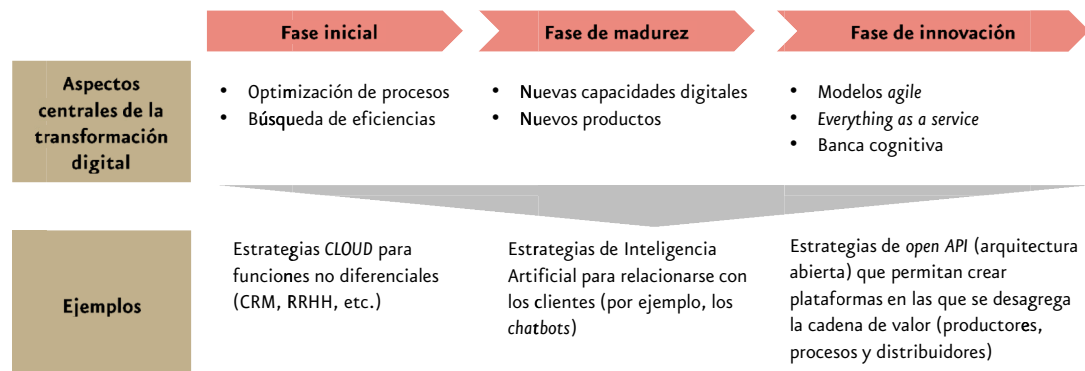 Fase inicial
Fase de madurez
Fase de innovación
Aspectos
centrales de la
transformación
digital
• Optimización de procesos
• Búsqueda de eficiencias
• Nuevas capacidades digitales
• Nuevos productos
• Modelos agile
• Everything as a service
• Banca cognitiva
Ejemplos
Estrategias CLOUD para
funciones no diferenciales
(CRM, RRHH, etc.)
Estrategias de Inteligencia
Artificial para relacionarse con
los clientes (por ejemplo, los
chatbots)
Estrategias de open API (arquitectura
abierta) que permitan crear
plataformas en las que se desagrega
la cadena de valor (productores,
procesos y distribuidores)